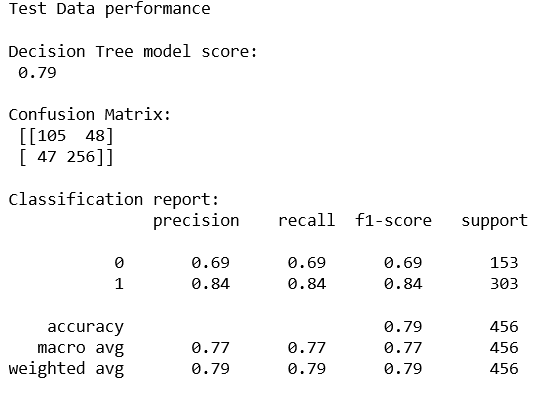 Test Data performance
Decision Tree model score:
0.79
Confusion Matrix:
[[105  48]
[ 47 256]]
Classification report:
precision    recall  f1-score   support
0       0.69      0.69      0.69       153
1       0.84      0.84      0.84       303
accuracy                           0.79       456
macro avg       0.77      0.77      0.77       456
weighted avg       0.79      0.79      0.79       456